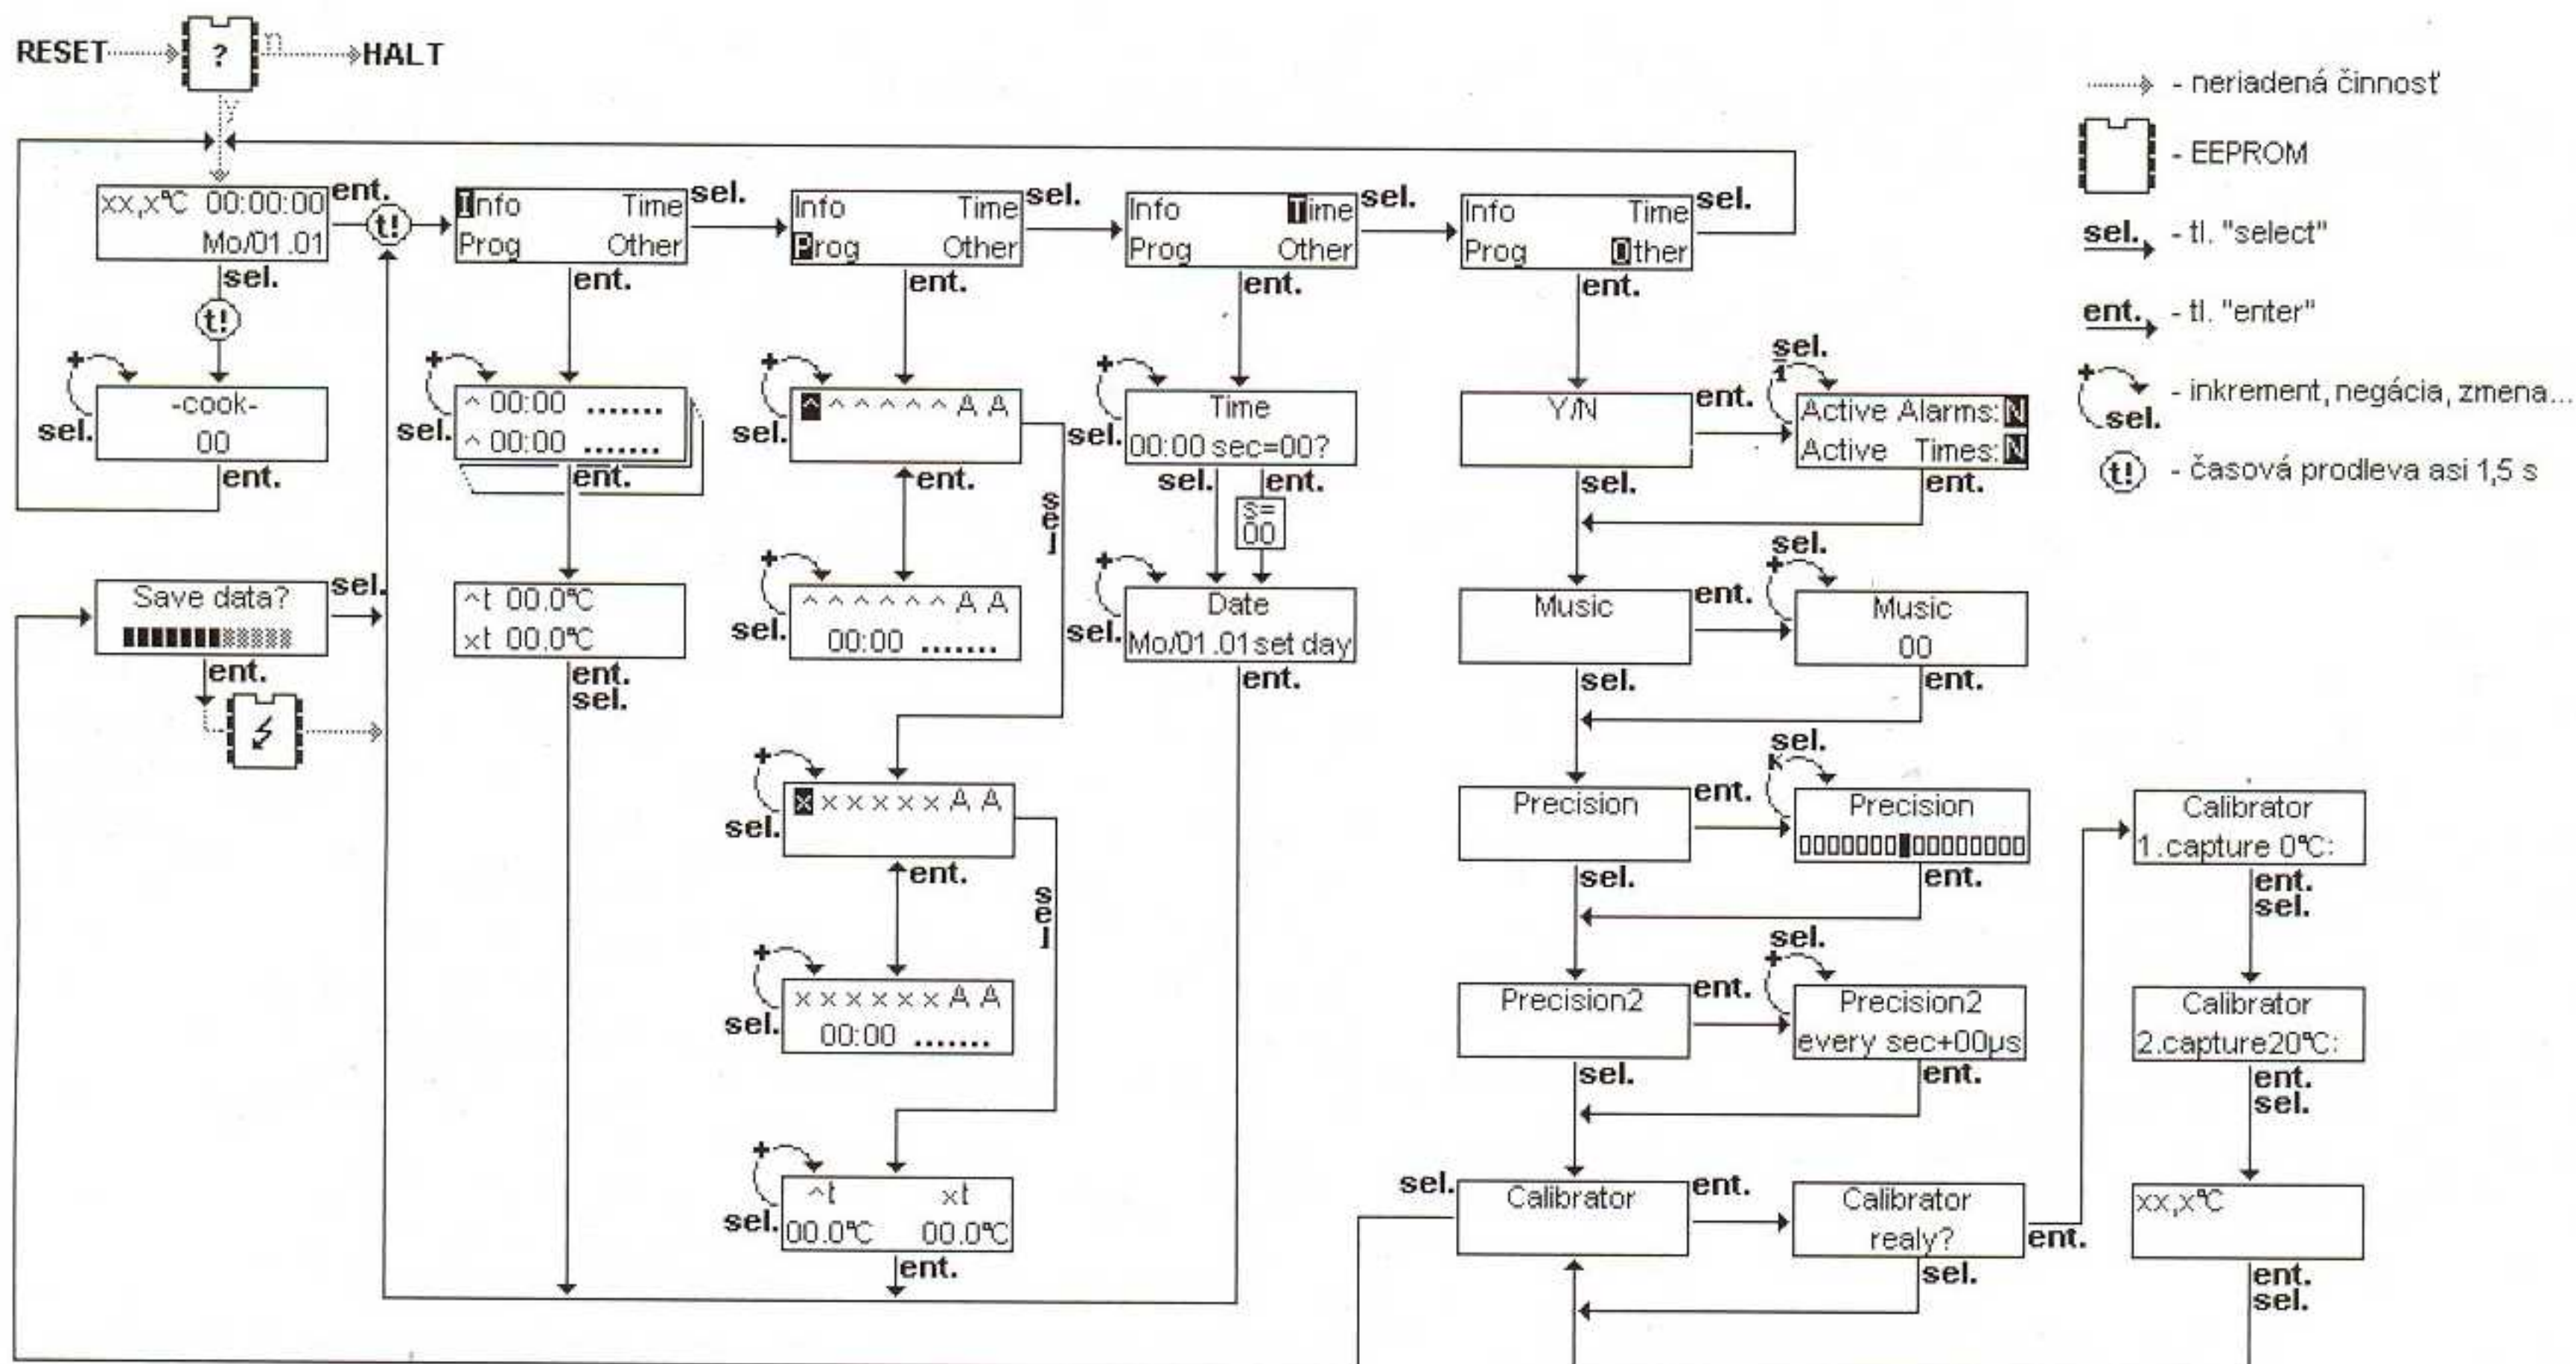 RESET
?
n
HALT
y
xx,x°C 00:00:00
Mo/01.01
ent.
t!
sel.
t!
-cook-
00
+
sel.
ent.
Save data?
sel.
ent.
Info Time
Prog Other
sel.
ent.
^ 00:00 .......
^ 00:00 .......
+
sel.
ent.
^t 00.0°C
xt 00.0°C
ent.
sel.
Info Time
Prog Other
sel.
ent.
^ ^ ^ ^ ^ ^ A A
+
sel.
ent.
sel
^ ^ ^ ^ ^ ^ A A
00:00 .......
+
sel.
x x x x x x A A
+
sel.
ent.
sel
x x x x x x A A
00:00 .......
+
sel.
^t xt
00.0°C 00.0°C
+
sel.
ent.
Info Time
Prog Other
sel.
ent.
Time
00:00 sec=00?
+
sel.
sel.
ent.
s=
00
Date
Mo/01.01 set day
+
sel.
ent.
Info Time
Prog Other
sel.
ent.
Y/N
ent.
sel.
sel.
Active Alarms:N
Active Times:N
ent.
Music
ent.
sel.
sel.
+
Music
00
ent.
Precision
ent.
sel.
sel.
K
Precision
ent.
Precision2
ent.
sel.
sel.
+
Precision2
every sec+00µs
ent.
sel.
Calibrator
ent.
Calibrator
realy?
ent.
sel.
Calibrator
1.capture 0°C:
ent.
sel.
Calibrator
2.capture20°C:
ent.
sel.
xx,x°C
ent.
sel.
- neriadená činnosť
- EEPROM
sel. - tl. "select"
ent. - tl. "enter"
+
sel.
- inkrement, negácia, zmena...
t! - časová prodleva asi 1,5 s